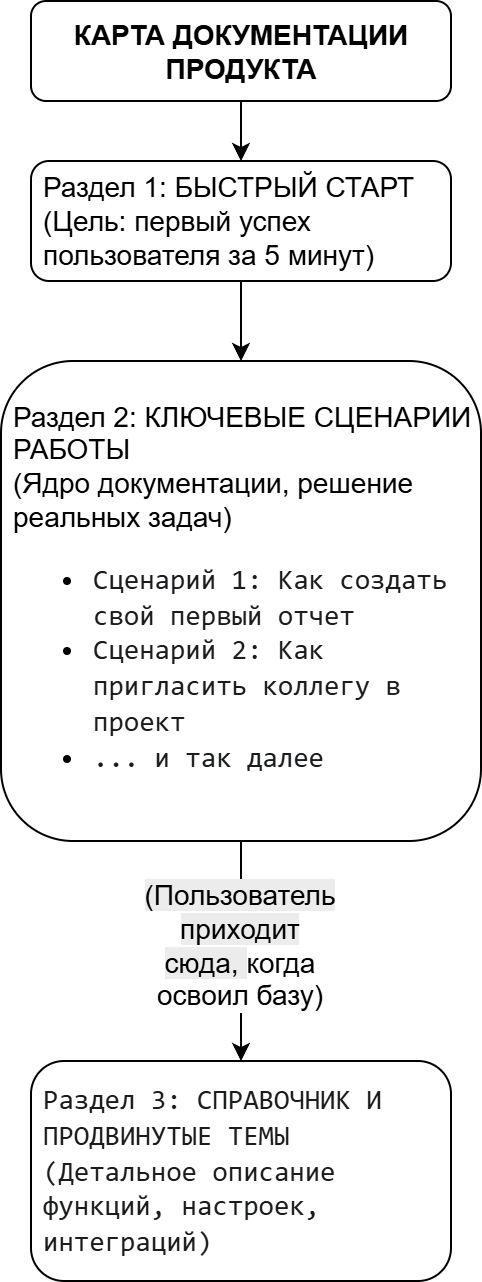 КАРТА ДОКУМЕНТАЦИИ
ПРОДУКТА
Раздел 1: БЫСТРЫЙ СТАРТ
(Цель: первый успех
пользователя за 5 минут)
Раздел 2: КЛЮЧЕВЫЕ СЦЕНАРИИ
РАБОТЫ
(Ядро документации, решение
реальных задач)
• Сценарий 1: Как создать
свой первый отчет
• Сценарий 2: Как
пригласить коллегу в
проект
• ... и так далее
(Пользователь
приходит
сюда, когда
освоил базу)
Раздел 3: СПРАВОЧНИК И
ПРОДВИНУТЫЕ ТЕМЫ
(Детальное описание
функций, настроек,
интеграций)